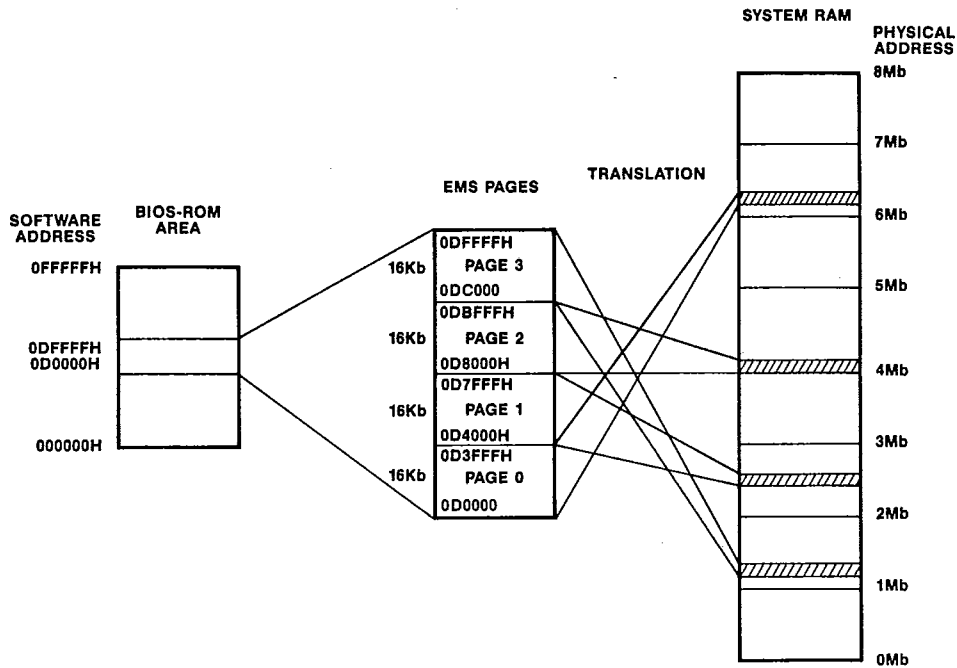 SYSTEM RAM
PHYSICAL
ADDRESS
8Mb
7Mb
6Mb
5Mb
4Mb
3Mb
2Mb
1Mb
0Mb
TRANSLATION
EMS PAGES
0DFFFFH
16Kb PAGE 3
0DC000
0DBFFFH
16Kb PAGE 2
0D8000H
0D7FFFH
16Kb PAGE 1
0D4000H
0D3FFFH
16Kb PAGE 0
0D0000
BIOS-ROM
AREA
SOFTWARE
ADDRESS
0FFFFFH
0DFFFFH
0D0000H
000000H